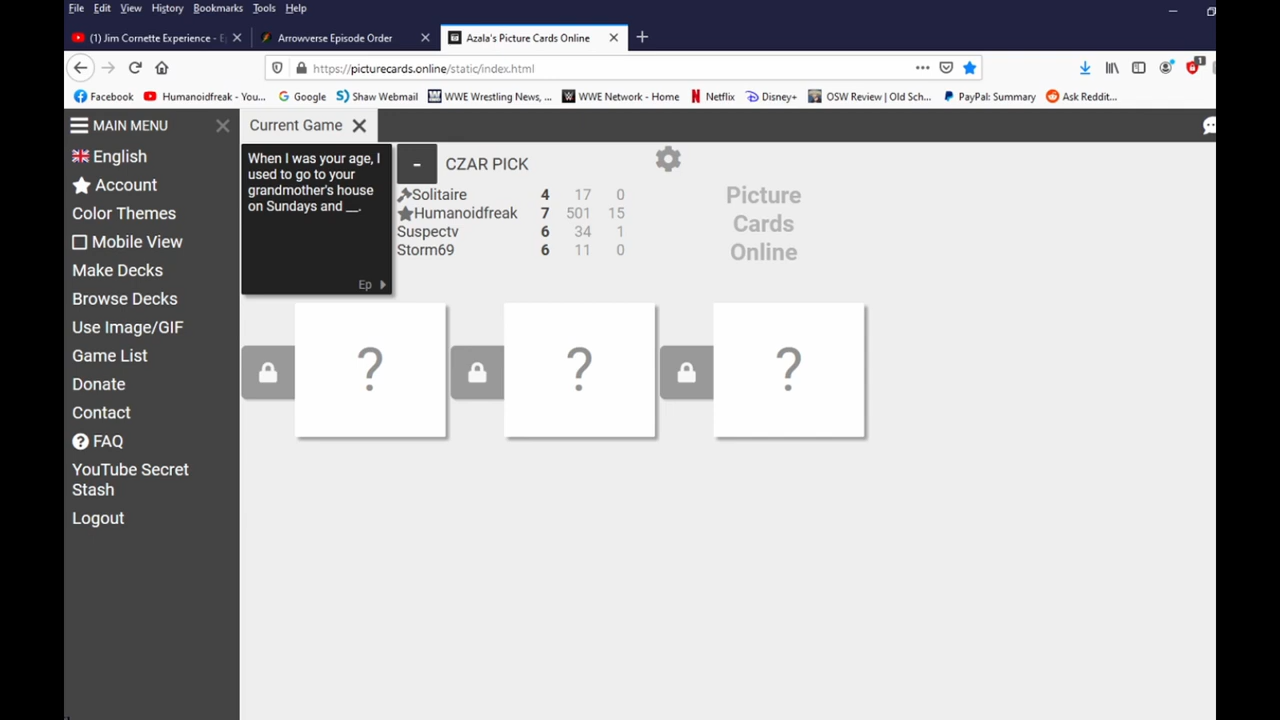 File Edit View History Bookmarks Tools Help
(1) Jim Cornette Experience - E
Arrowverse Episode Order
Azala's Picture Cards Online
https://picturecards.online/static/index.html
1
Facebook Humanoidfreak - You... Google Shaw Webmail WWE Wrestling News, ... WWE Network - Home Netflix Disney+ OSW Review | Old Sch... PayPal: Summary Ask Reddit...
MAIN MENU
Current Game
English
Account
Color Themes
Mobile View
Make Decks
Browse Decks
Use Image/GIF
Game List
Donate
Contact
FAQ
YouTube Secret
Stash
Logout
When I was your age, I
used to go to your
grandmother's house
on Sundays and __.
Ep
- CZAR PICK
Solitaire 4 17 0
Humanoidfreak 7 501 15
Suspectv 6 34 1
Storm69 6 11 0
Picture
Cards
Online
? ? ?